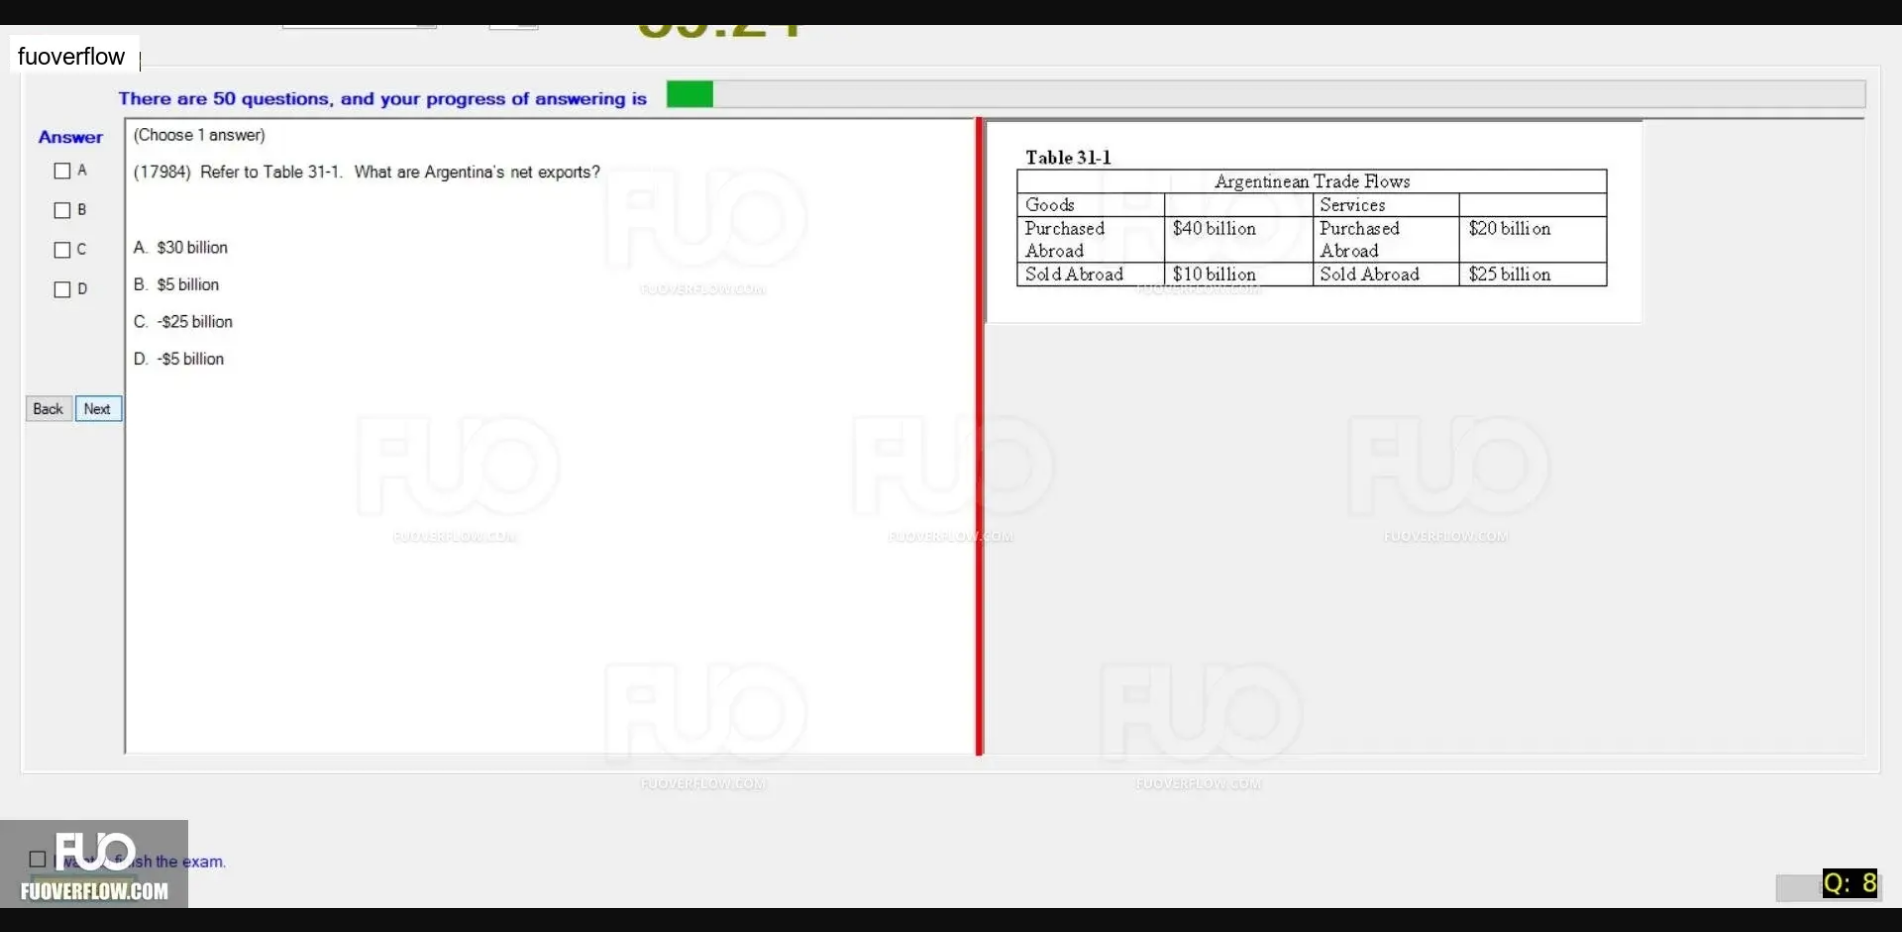 fuoverflow
There are 50 questions, and your progress of answering is
Answer
A
B
C
D
Back Next
(Choose 1 answer)
(17984) Refer to Table 31-1. What are Argentina's net exports?
A. $30 billion
B. $5 billion
C. -$25 billion
D. -$5 billion
Table 31-1
Argentinean Trade Flows
Goods Services
Purchased Abroad $40 billion Purchased Abroad $20 billion
Sold Abroad $10 billion Sold Abroad $25 billion
FUO
FUOVERFLOW.COM
FUO
FUOVERFLOW.COM
FUO
FUOVERFLOW.COM
FUO
FUOVERFLOW.COM
FUO
FUOVERFLOW.COM
FUO
FUOVERFLOW.COM
FUO
FUOVERFLOW.COM
the exam.
FUO
FUOVERFLOW.COM
Q: 8